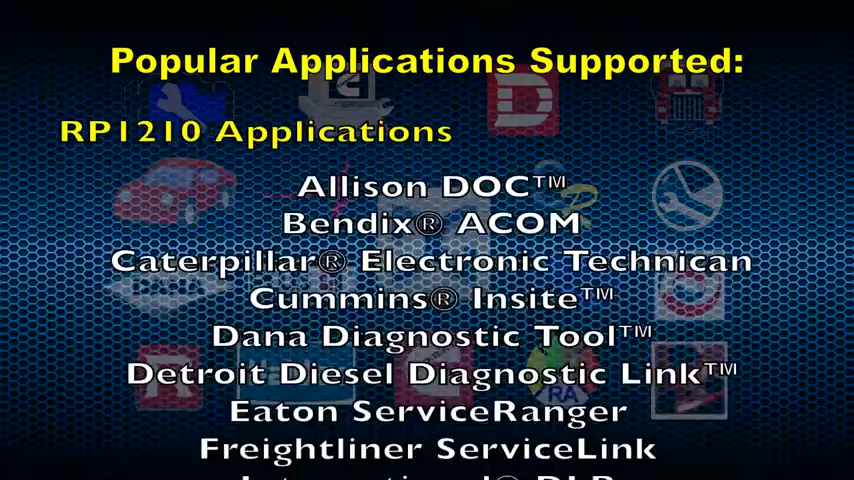 Popular Applications Supported:
RP1210 Applications
Allison DOC™
Bendix® ACOM
Caterpillar® Electronic Technican
Cummins® Insite™
Dana Diagnostic Tool™
Detroit Diesel Diagnostic Link™
Eaton ServiceRanger
Freightliner ServiceLink